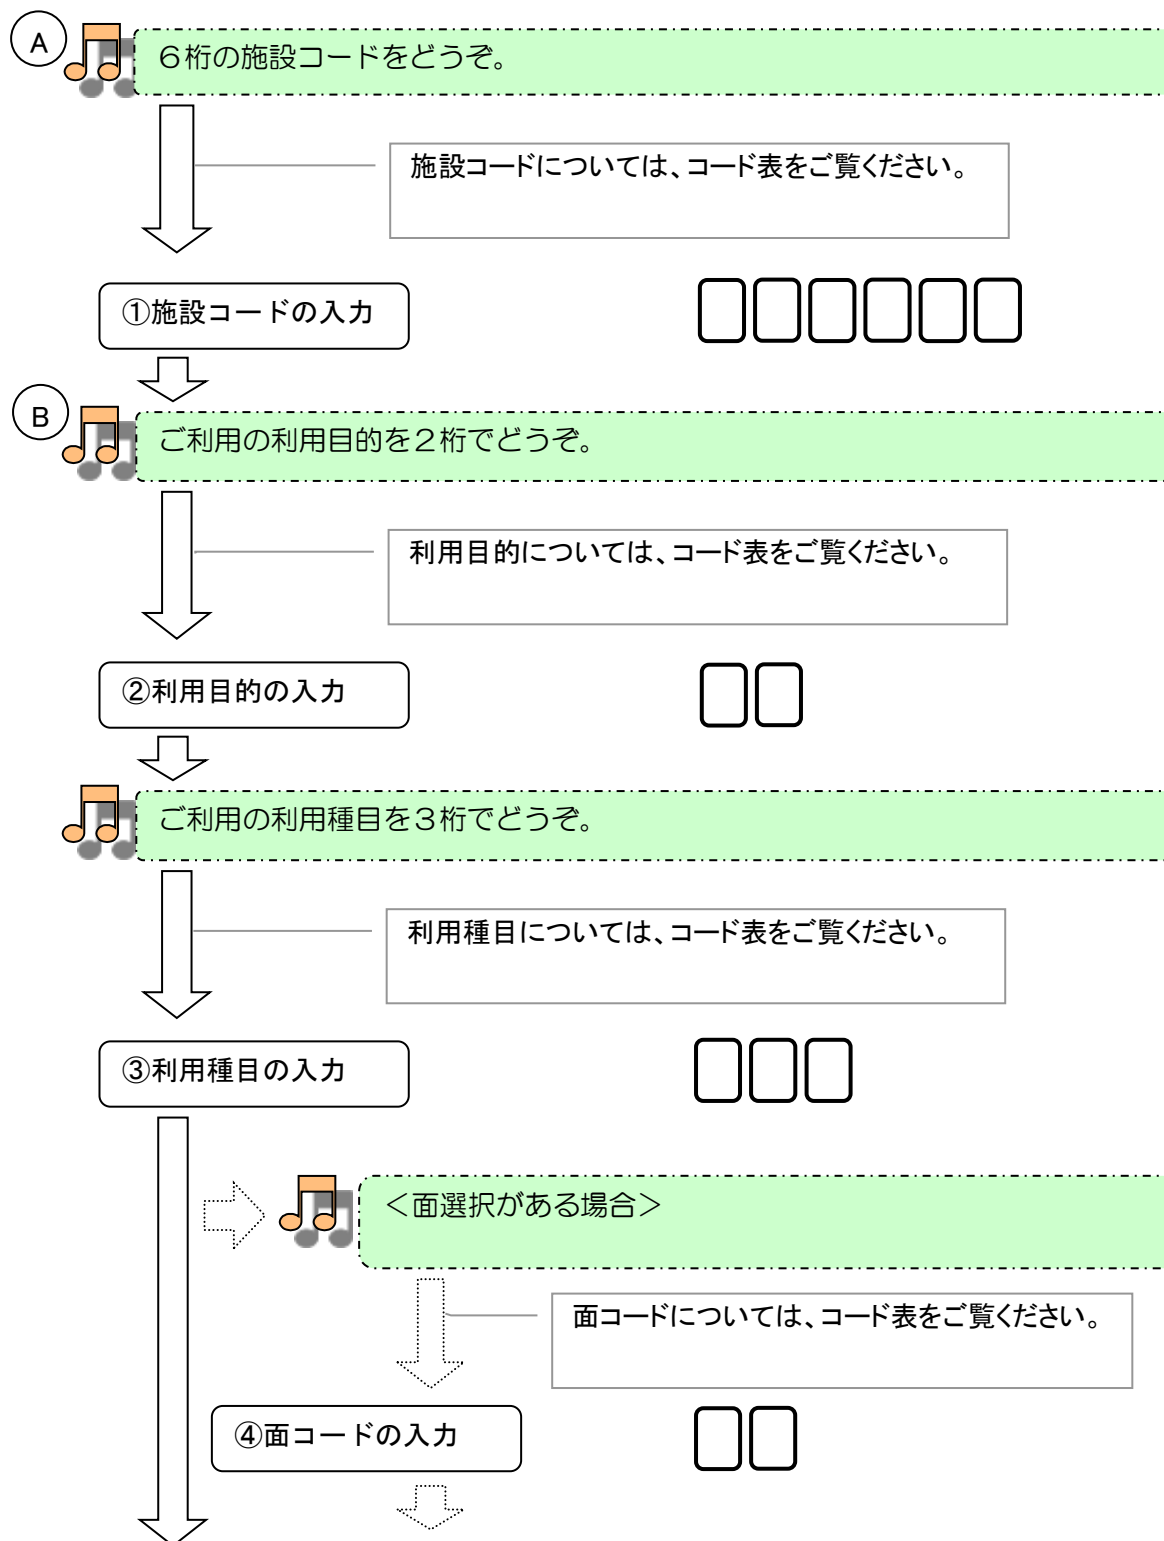 A
６桁の施設コードをどうぞ。
施設コードについては、コード表をご覧ください。
①施設コードの入力
B
ご利用の利用目的を２桁でどうぞ。
利用目的については、コード表をご覧ください。
②利用目的の入力
ご利用の利用種目を３桁でどうぞ。
利用種目については、コード表をご覧ください。
③利用種目の入力
＜面選択がある場合＞
面コードについては、コード表をご覧ください。
④面コードの入力